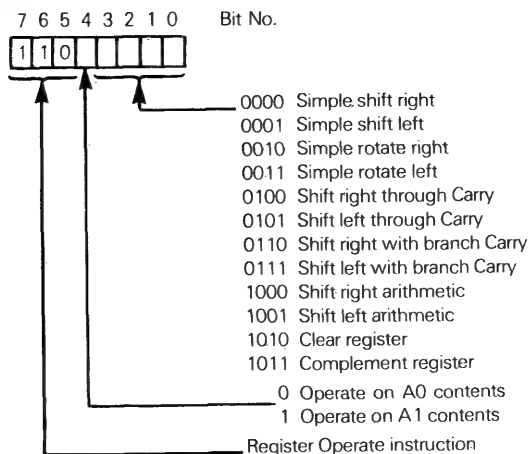 7 6 5 4 3 2 1 0 Bit No.
1 1 0
0000 Simple shift right
0001 Simple shift left
0010 Simple rotate right
0011 Simple rotate left
0100 Shift right through Carry
0101 Shift left through Carry
0110 Shift right with branch Carry
0111 Shift left with branch Carry
1000 Shift right arithmetic
1001 Shift left arithmetic
1010 Clear register
1011 Complement register
0 Operate on A0 contents
1 Operate on A1 contents
Register Operate instruction